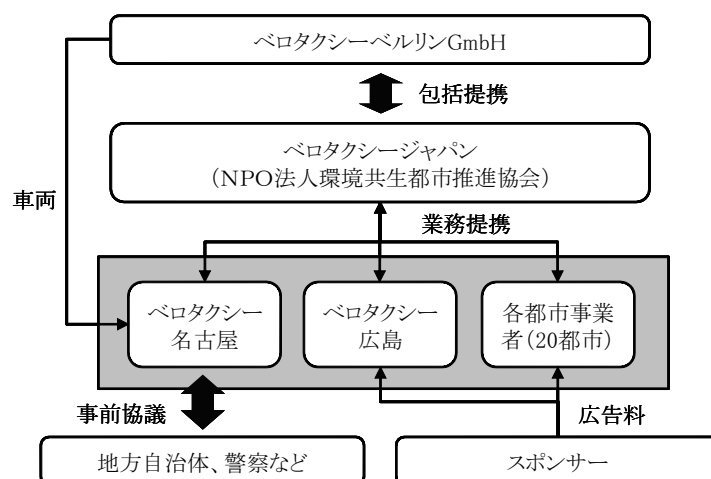 ベロタクシーベルリンGmbH
包括提携
ベロタクシージャパン
（NPO法人環境共生都市推進協会）
車両
業務提携
ベロタクシー
名古屋
ベロタクシー
広島
各都市事業
者（20都市）
事前協議
広告料
地方自治体、警察など
スポンサー